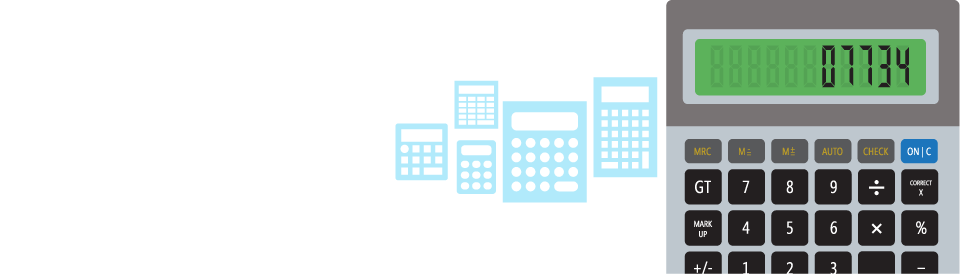 07734
MRC M= M± AUTO CHECK ON|C
GT 7 8 9 ÷ CORRECT X
MARK UP 4 5 6 × %
+/- 1 2 3 −